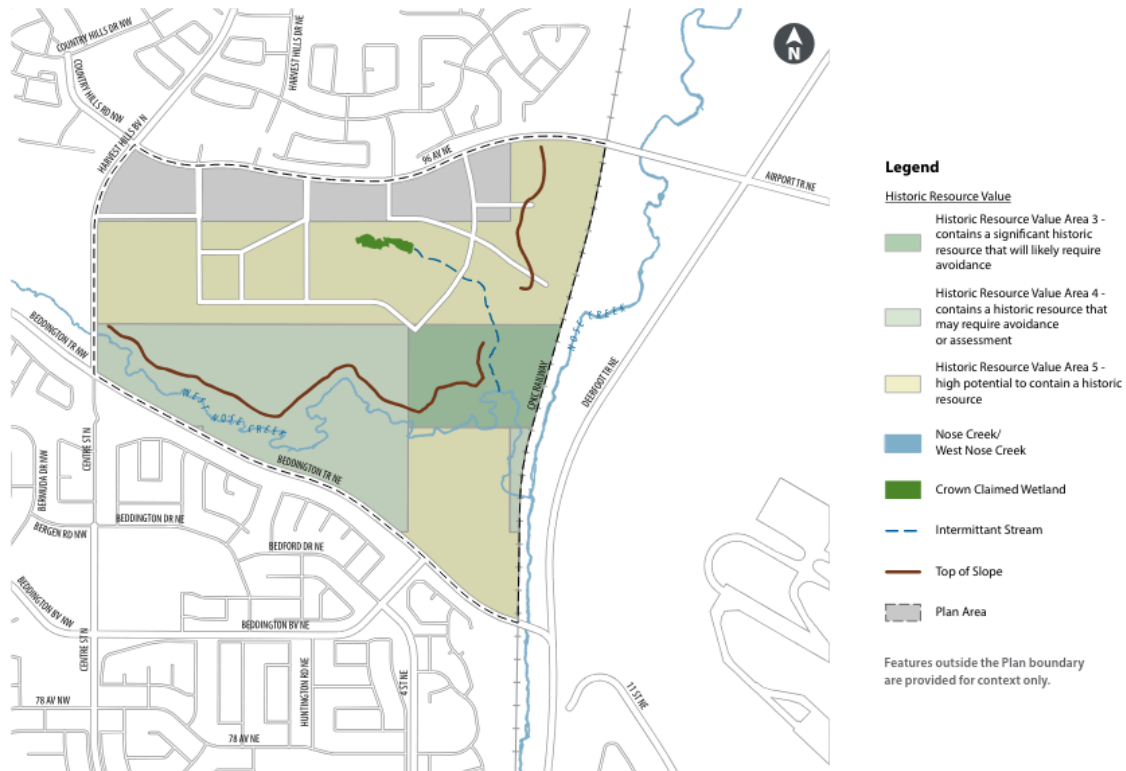 COUNTRY HILLS DR NW
HARVEST HILLS DR NE
COUNTRY HILLS RD NW
HARVEST HILLS BV N
N
96 AV NE
AIRPORT TR NE
BEDDINGTON TR NW
NOSE CREEK
DEERFOOT TR NE
CPKC RAILWAY
WEST NOSE CREEK
CENTRE ST N
BEDDINGTON TR NE
BERMUDA DR NW
BEDDINGTON DR NE
BERGEN RD NW
BEDFORD DR NE
BEDDINGTON BV NW
BEDDINGTON BV NE
CENTRE ST N
HUNTINGTON RD NE
4 ST NE
11 ST NE
78 AV NW
78 AV NE
Legend
Historic Resource Value
Historic Resource Value Area 3 -
contains a significant historic
resource that will likely require
avoidance
Historic Resource Value Area 4 -
contains a historic resource that
may require avoidance
or assessment
Historic Resource Value Area 5 -
high potential to contain a historic
resource
Nose Creek/
West Nose Creek
Crown Claimed Wetland
Intermittant Stream
Top of Slope
Plan Area
Features outside the Plan boundary
are provided for context only.